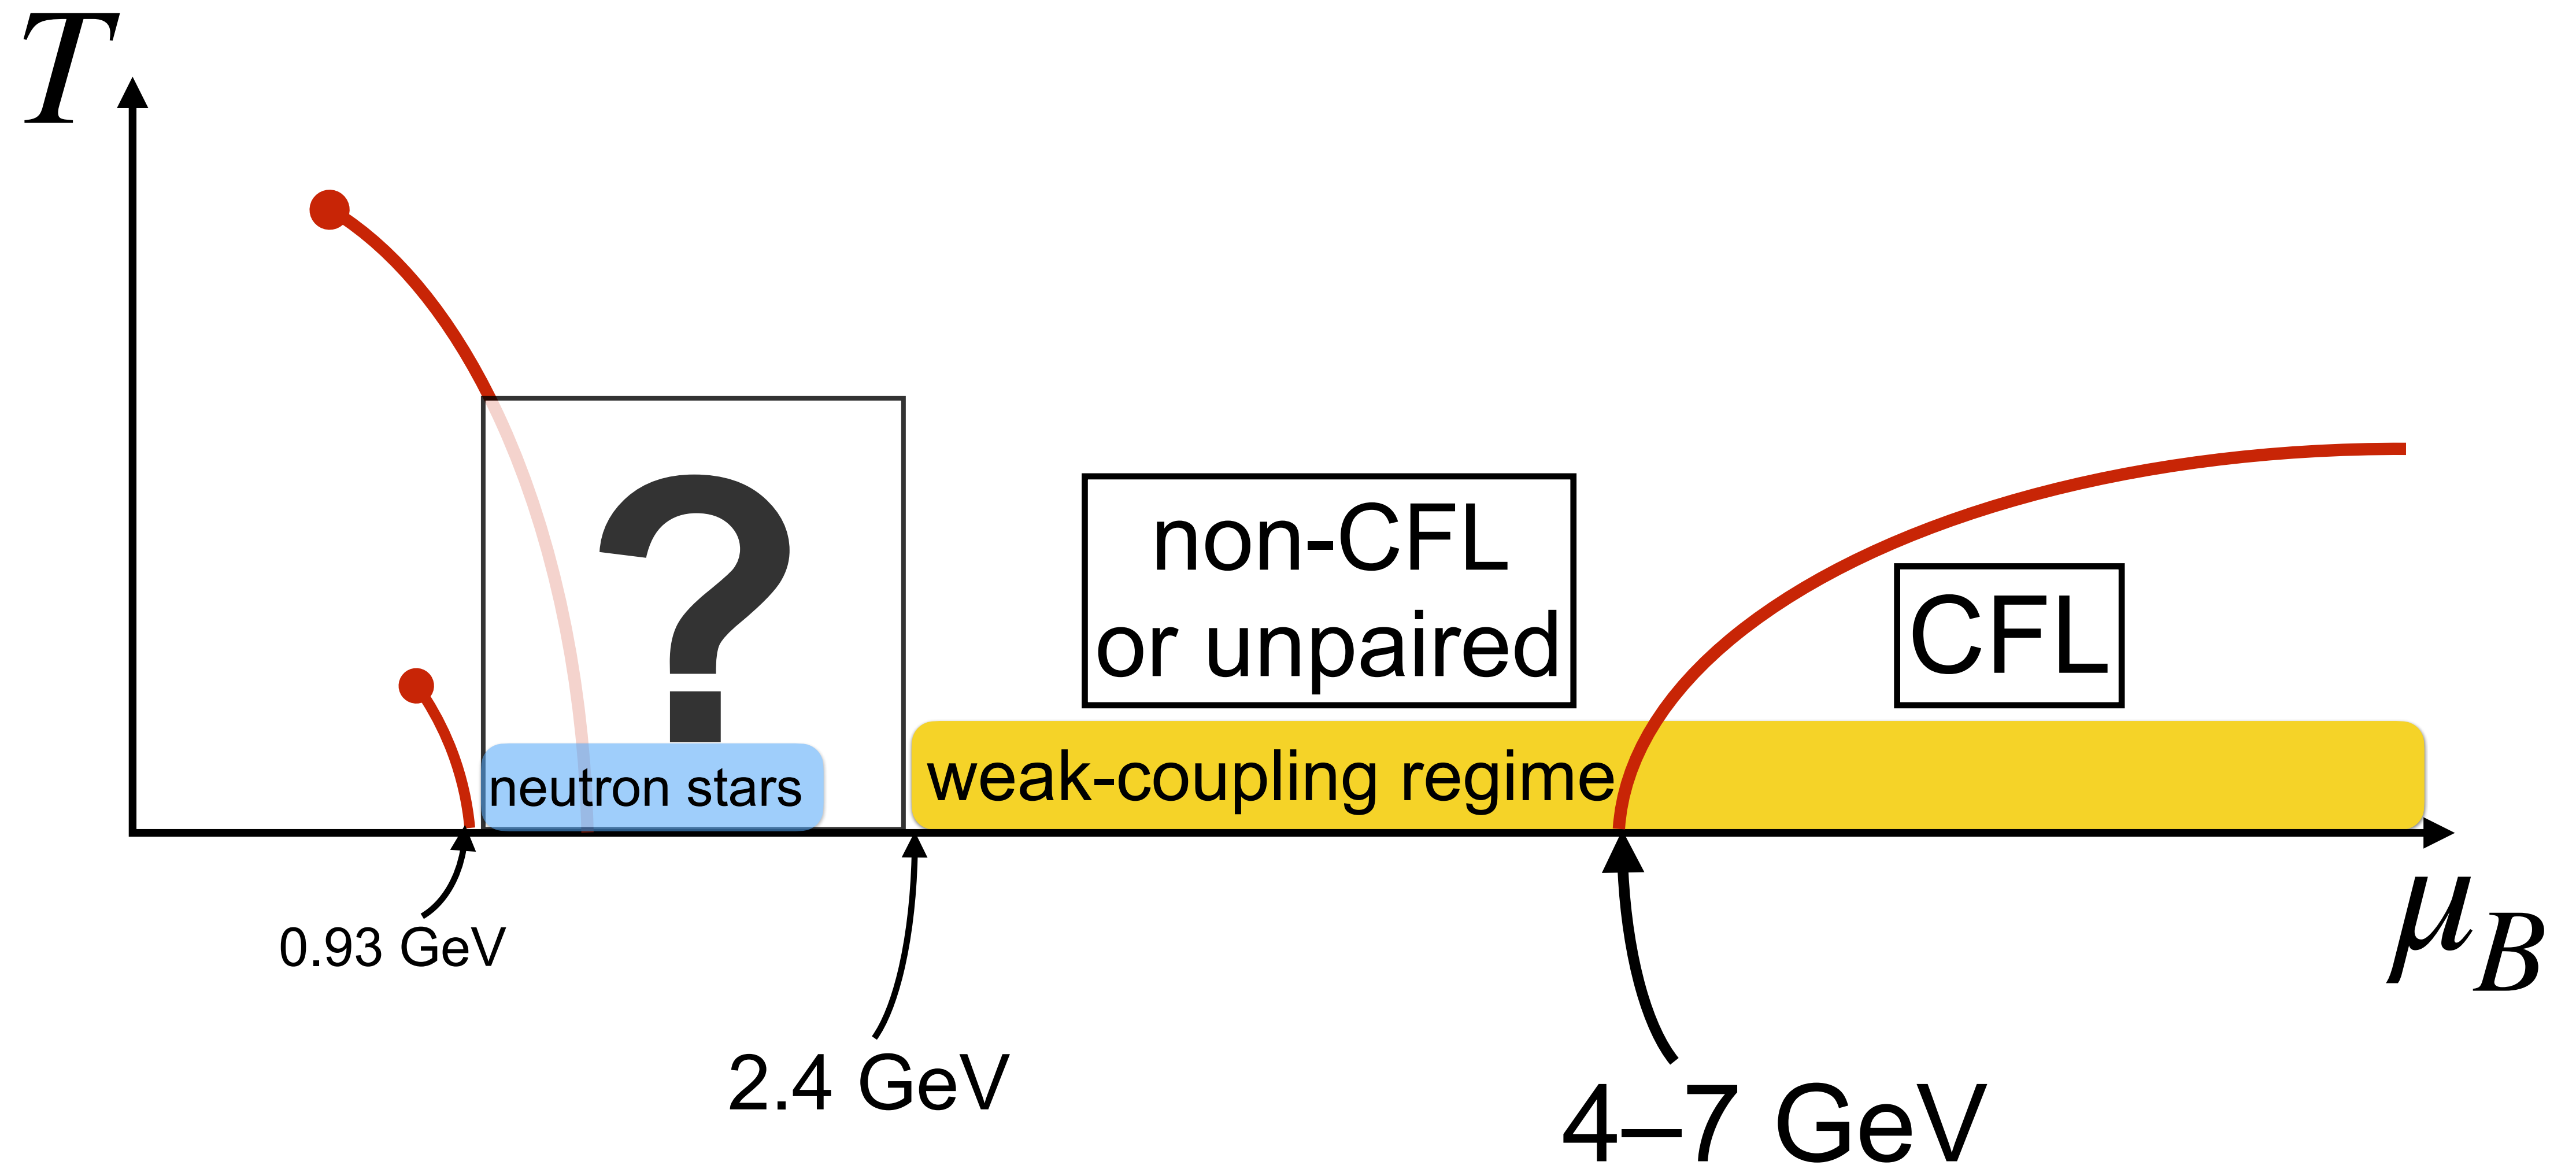 T
?
non-CFL
or unpaired
CFL
neutron stars
weak-coupling regime
μ_B
0.93 GeV
2.4 GeV
4–7 GeV